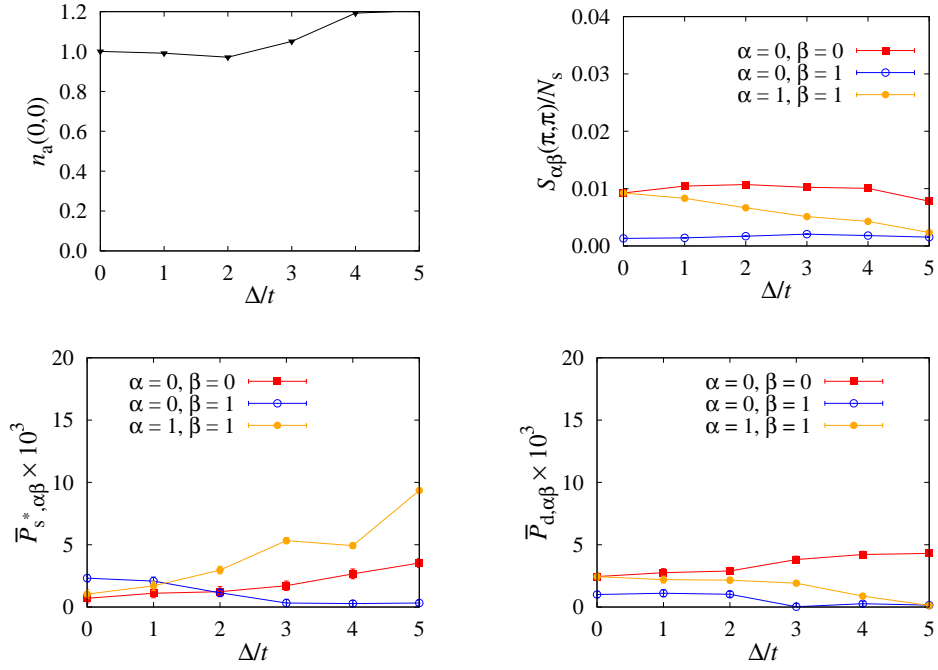 1.2
1.0
0.8
0.6
0.4
0.2
0.0
n_a(0,0)
0 1 2 3 4 5
Δ/t
0.04
0.03
0.02
0.01
0.00
S_αβ(π,π)/N_s
α = 0, β = 0
α = 0, β = 1
α = 1, β = 1
0 1 2 3 4 5
Δ/t
20
15
10
5
0
P̅_s*,αβ × 10³
α = 0, β = 0
α = 0, β = 1
α = 1, β = 1
0 1 2 3 4 5
Δ/t
20
15
10
5
0
P̅_d,αβ × 10³
α = 0, β = 0
α = 0, β = 1
α = 1, β = 1
0 1 2 3 4 5
Δ/t